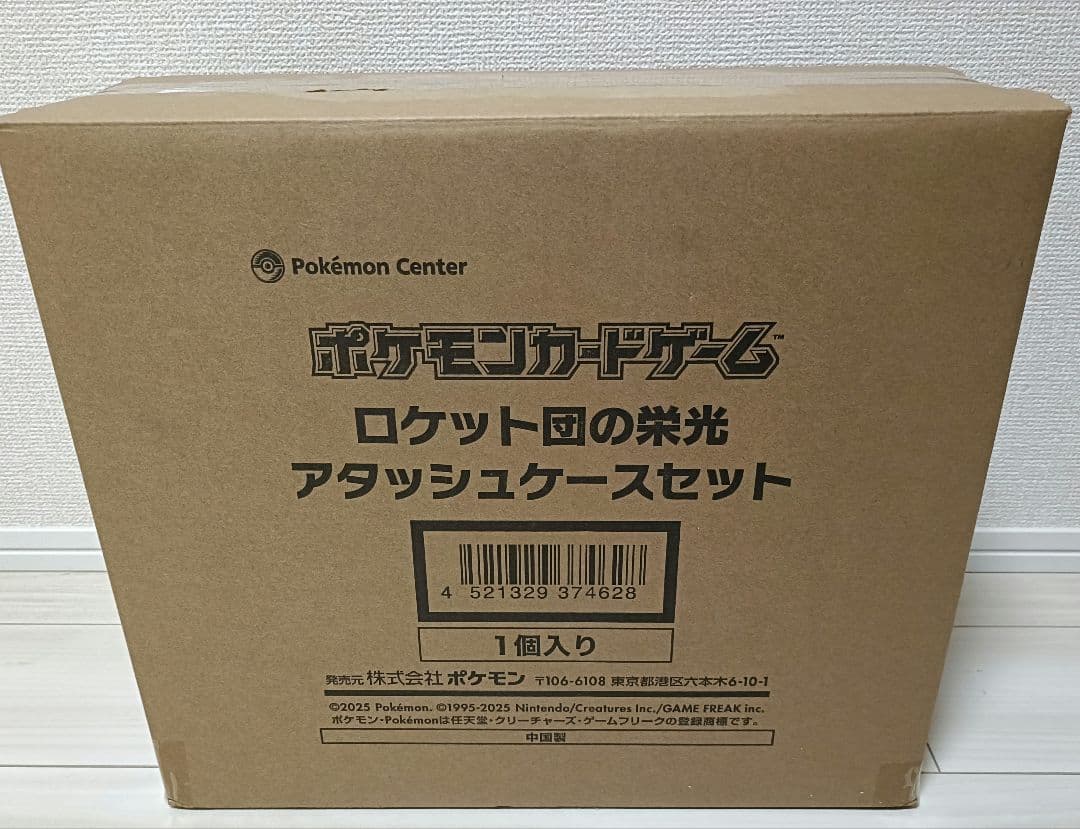 Pokémon Center
ポケモンカードゲーム™
ロケット団の栄光
アタッシュケースセット
4 521329 374628
1個入り
発売元 株式会社 ポケモン 〒106-6108 東京都港区六本木6-10-1
©2025 Pokémon. ©1995-2025 Nintendo/Creatures Inc./GAME FREAK inc.
ポケモン・Pokémonは任天堂・クリーチャーズ・ゲームフリークの登録商標です。
中国製